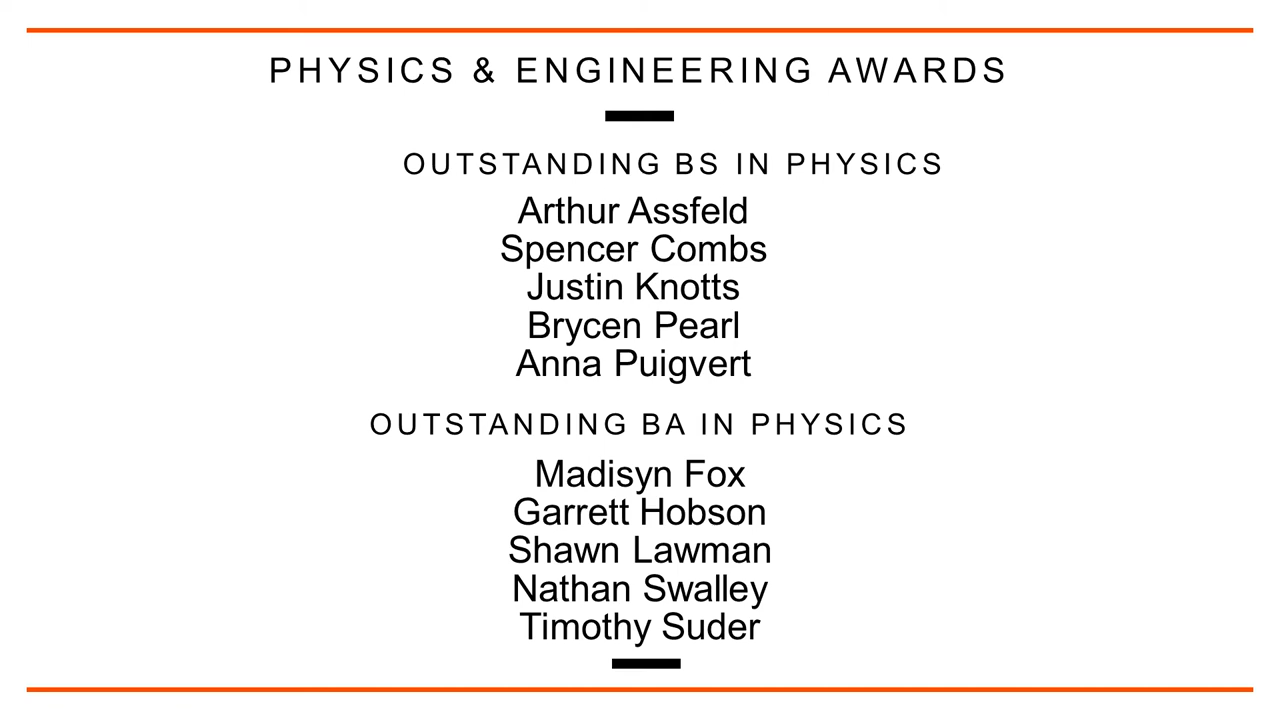 PHYSICS & ENGINEERING AWARDS
OUTSTANDING BS IN PHYSICS
Arthur Assfeld
Spencer Combs
Justin Knotts
Brycen Pearl
Anna Puigvert
OUTSTANDING BA IN PHYSICS
Madisyn Fox
Garrett Hobson
Shawn Lawman
Nathan Swalley
Timothy Suder